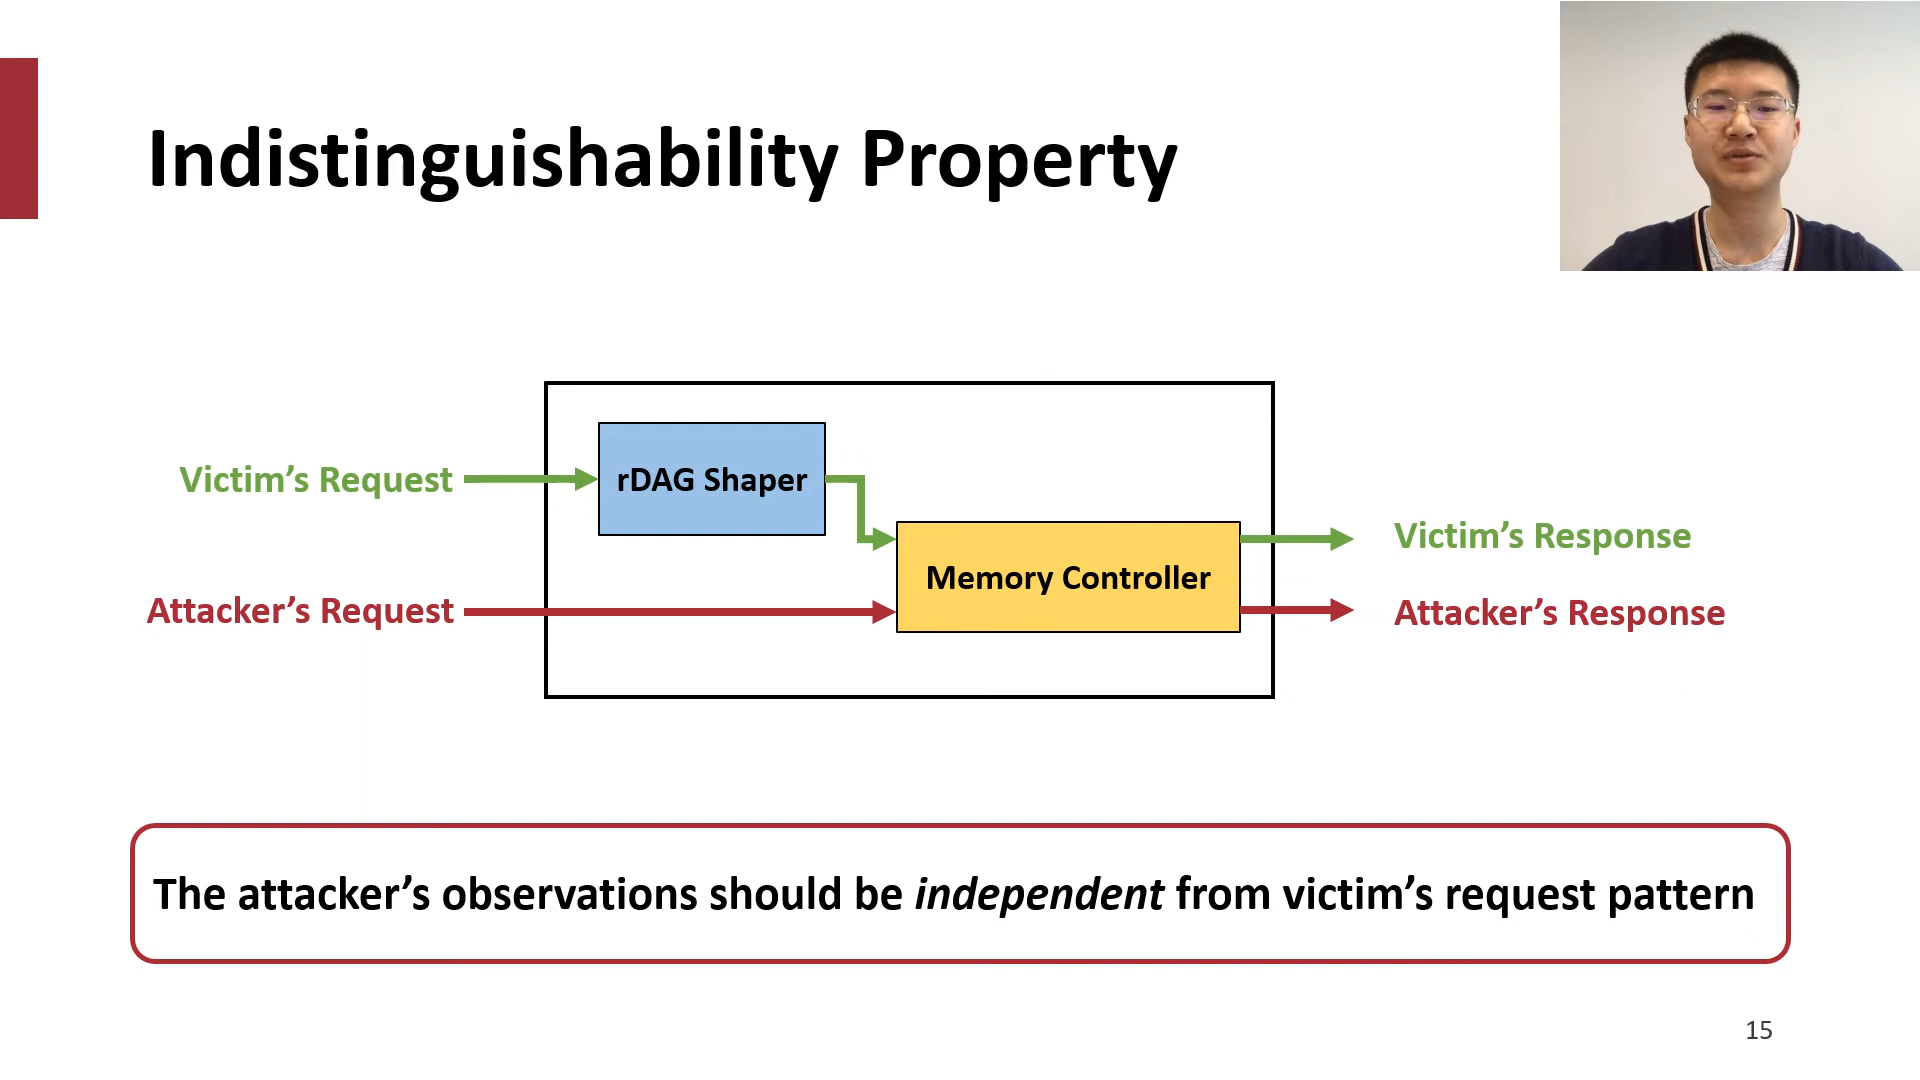 Indistinguishability Property
rDAG Shaper
Victim’s Request
Memory Controller
Victim’s Response
Attacker’s Request
Attacker’s Response
The attacker’s observations should be independent from victim’s request pattern
15